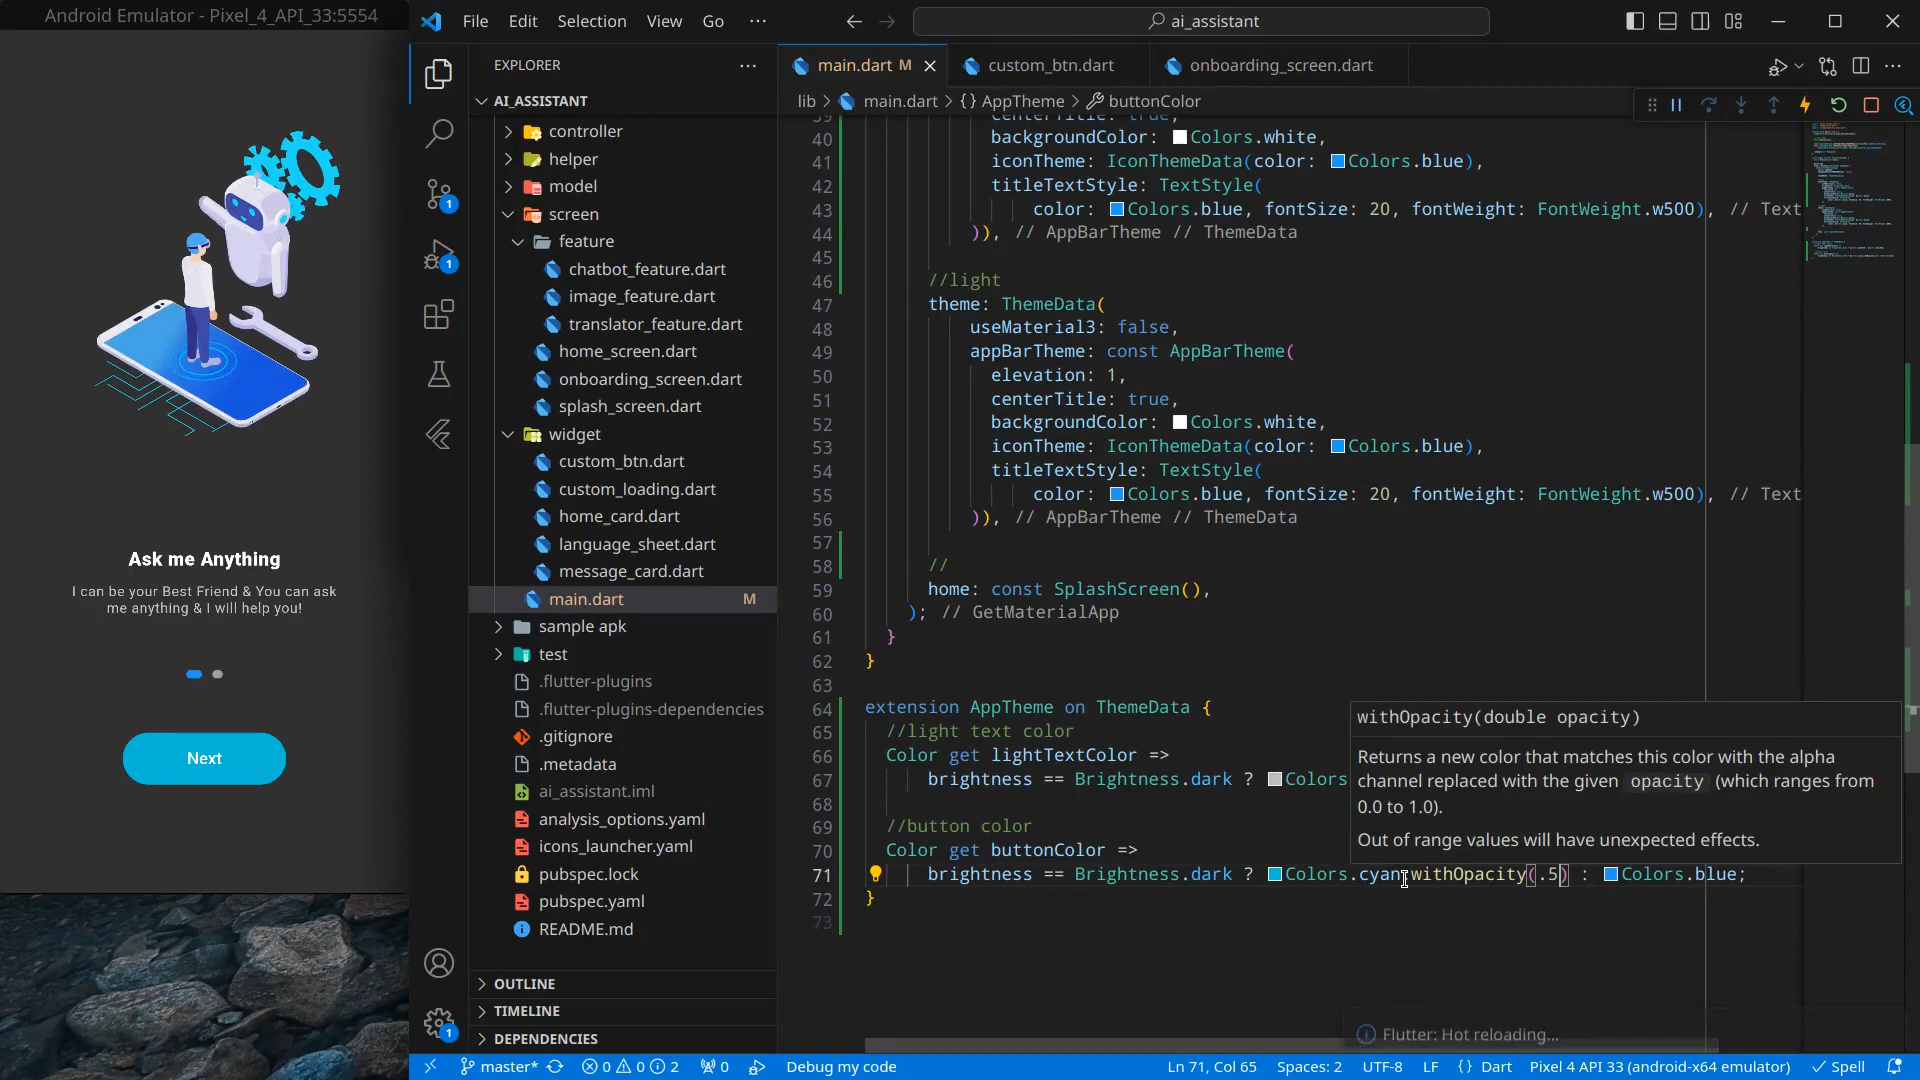 Android Emulator - Pixel_4_API_33:5554
File Edit Selection View Go ···
ai_assistant
EXPLORER
main.dart M
custom_btn.dart
onboarding_screen.dart
lib > main.dart > {} AppTheme > buttonColor
AI_ASSISTANT
controller
helper
model
screen
feature
chatbot_feature.dart
image_feature.dart
translator_feature.dart
home_screen.dart
onboarding_screen.dart
splash_screen.dart
widget
custom_btn.dart
custom_loading.dart
home_card.dart
language_sheet.dart
message_card.dart
main.dart M
sample apk
test
.flutter-plugins
.flutter-plugins-dependencies
.gitignore
.metadata
ai_assistant.iml
analysis_options.yaml
icons_launcher.yaml
pubspec.lock
pubspec.yaml
README.md
OUTLINE
TIMELINE
DEPENDENCIES
1
1
1
39 centerTitle: true,
40 backgroundColor: Colors.white,
41 iconTheme: IconThemeData(color: Colors.blue),
42 titleTextStyle: TextStyle(
43 color: Colors.blue, fontSize: 20, fontWeight: FontWeight.w500), // Text
44 )), // AppBarTheme // ThemeData
45
46 //light
47 theme: ThemeData(
48 useMaterial3: false,
49 appBarTheme: const AppBarTheme(
50 elevation: 1,
51 centerTitle: true,
52 backgroundColor: Colors.white,
53 iconTheme: IconThemeData(color: Colors.blue),
54 titleTextStyle: TextStyle(
55 color: Colors.blue, fontSize: 20, fontWeight: FontWeight.w500), // Text
56 )), // AppBarTheme // ThemeData
57
58 //
59 home: const SplashScreen(),
60 ); // GetMaterialApp
61 }
62 }
63
64 extension AppTheme on ThemeData {
65 //light text color
66 Color get lightTextColor =>
67 brightness == Brightness.dark ? Colors
68
69 //button color
70 Color get buttonColor =>
71 brightness == Brightness.dark ? Colors.cyan.withOpacity(.5) : Colors.blue;
72 }
73
withOpacity(double opacity)
Returns a new color that matches this color with the alpha
channel replaced with the given opacity (which ranges from
0.0 to 1.0).
Out of range values will have unexpected effects.
Flutter: Hot reloading...
Ask me Anything
I can be your Best Friend & You can ask
me anything & I will help you!
Next
master* 0 0 2 0 Debug my code Ln 71, Col 65 Spaces: 2 UTF-8 LF {} Dart Pixel 4 API 33 (android-x64 emulator) Spell